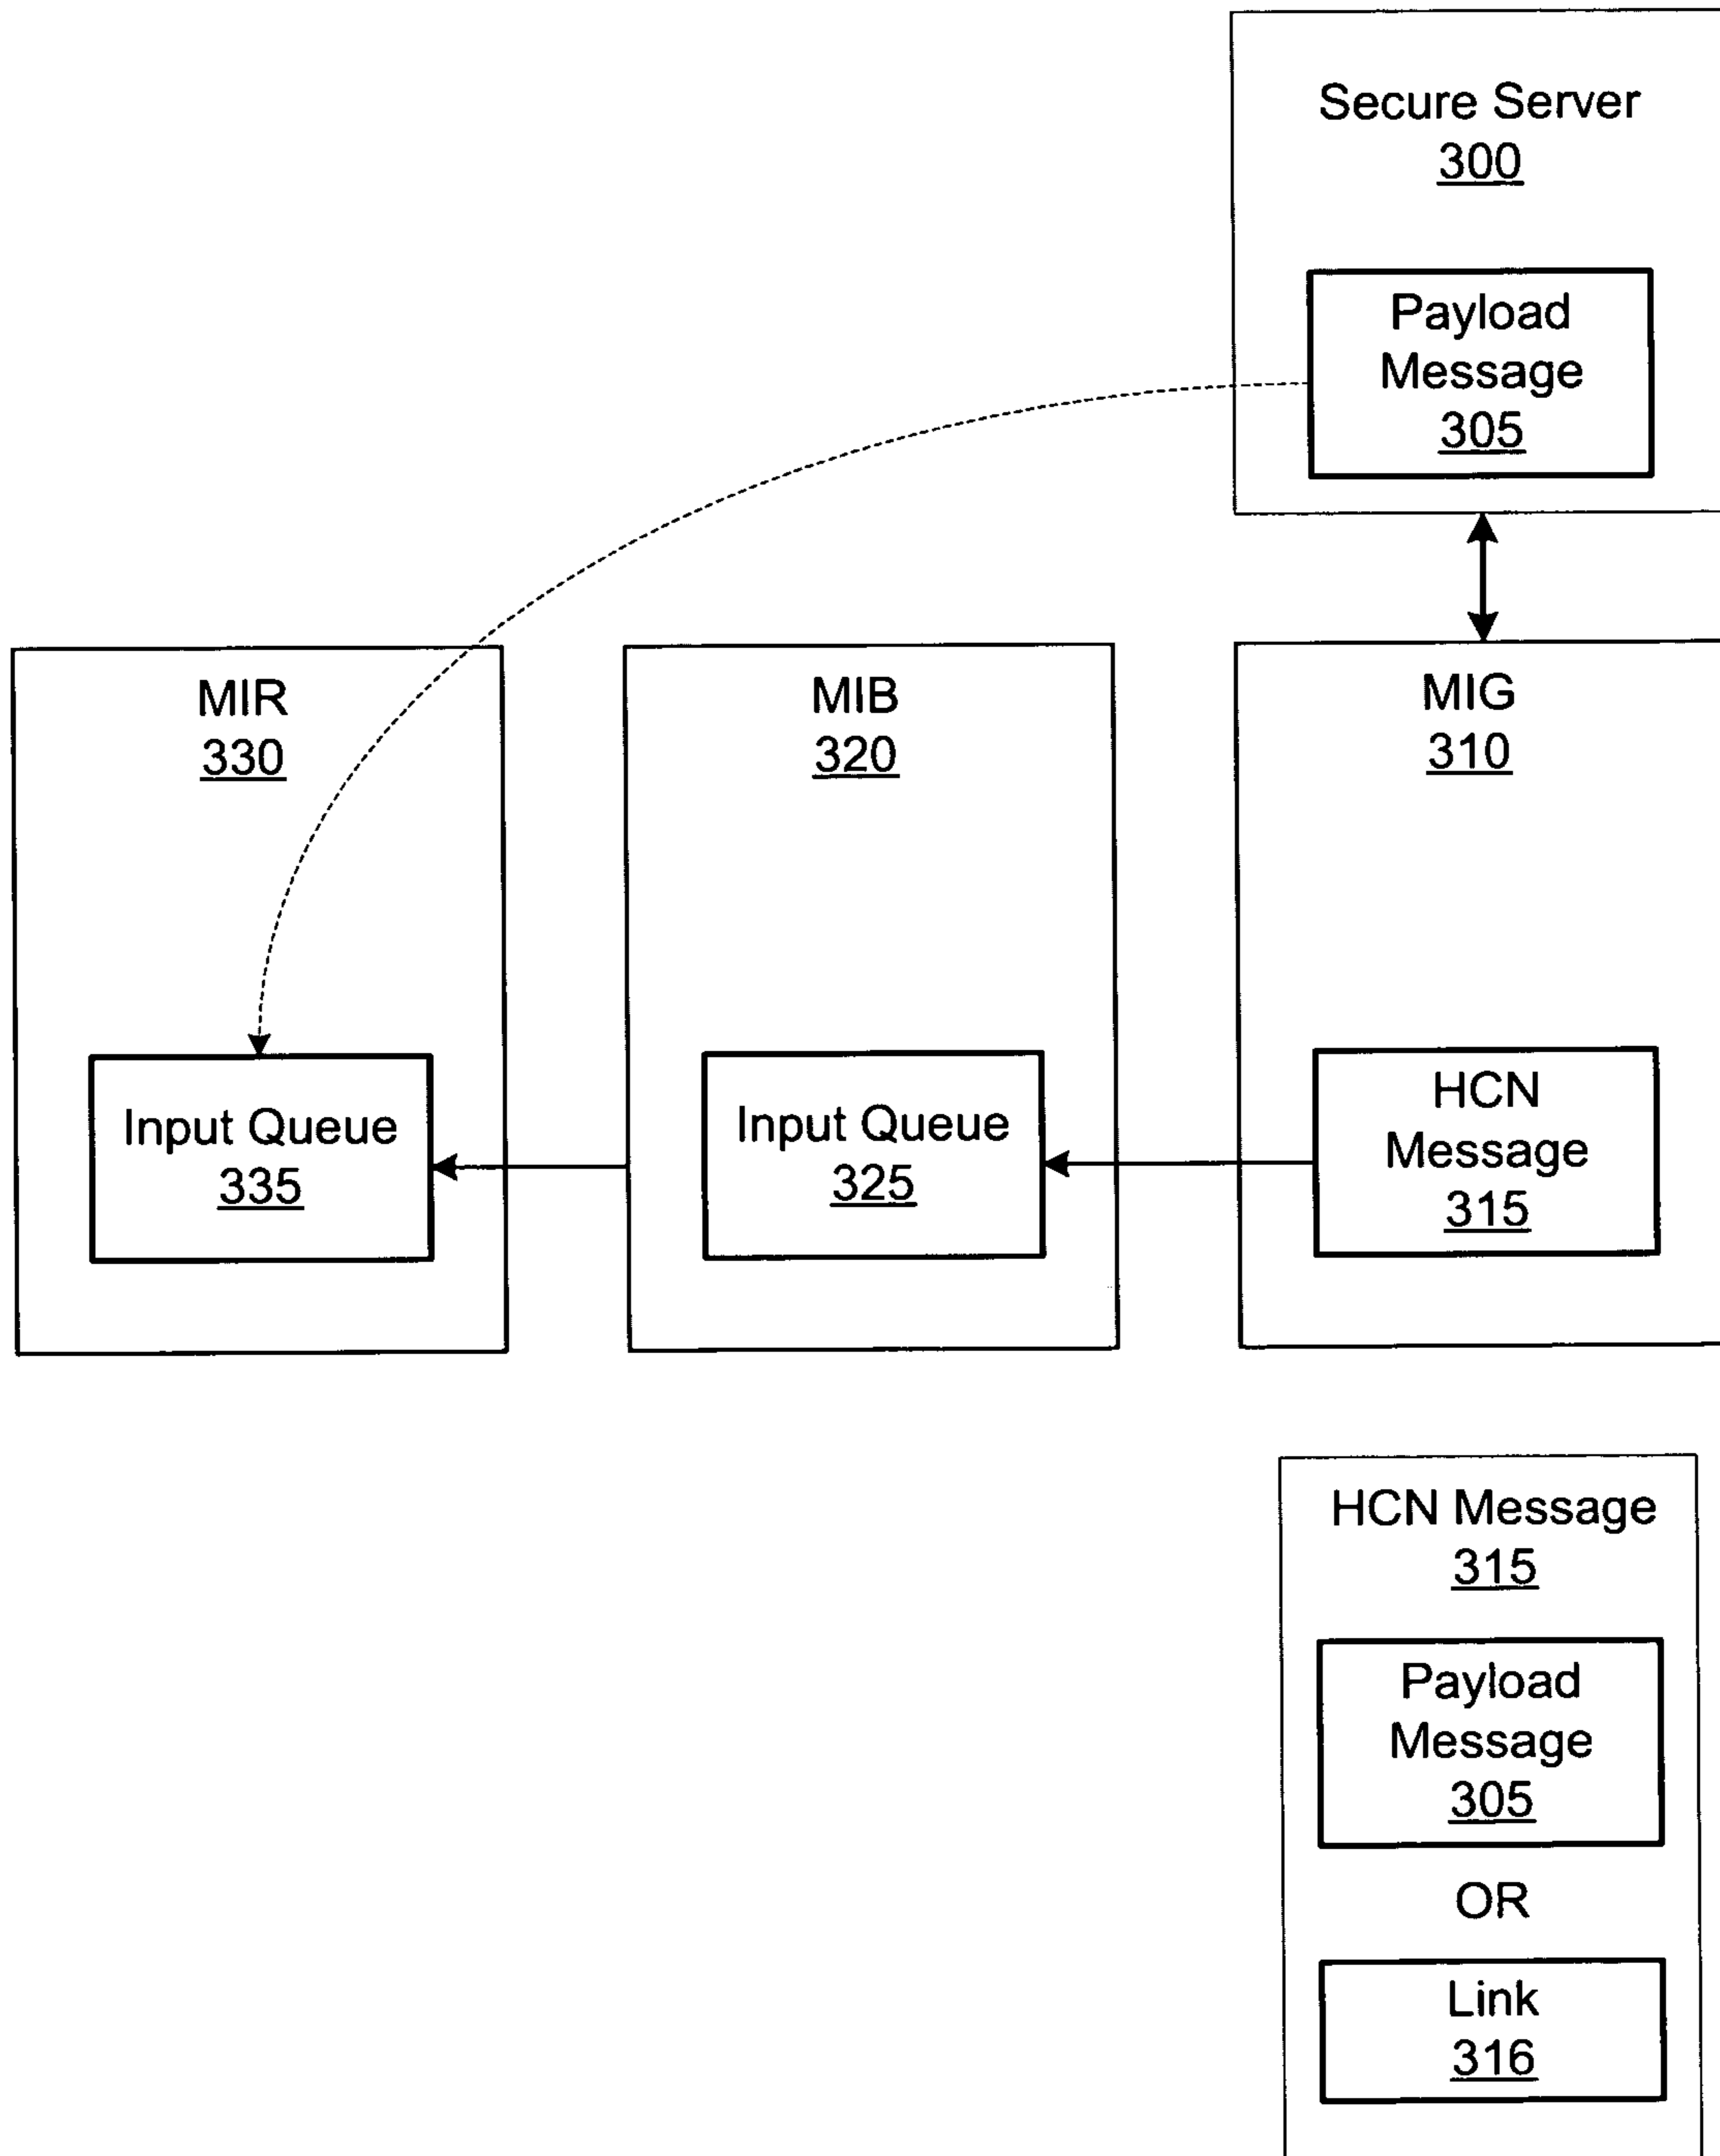 Secure Server
300
Payload
Message
305
MIR
330
MIB
320
MIG
310
Input Queue
335
Input Queue
325
HCN
Message
315
HCN Message
315
Payload
Message
305
OR
Link
316